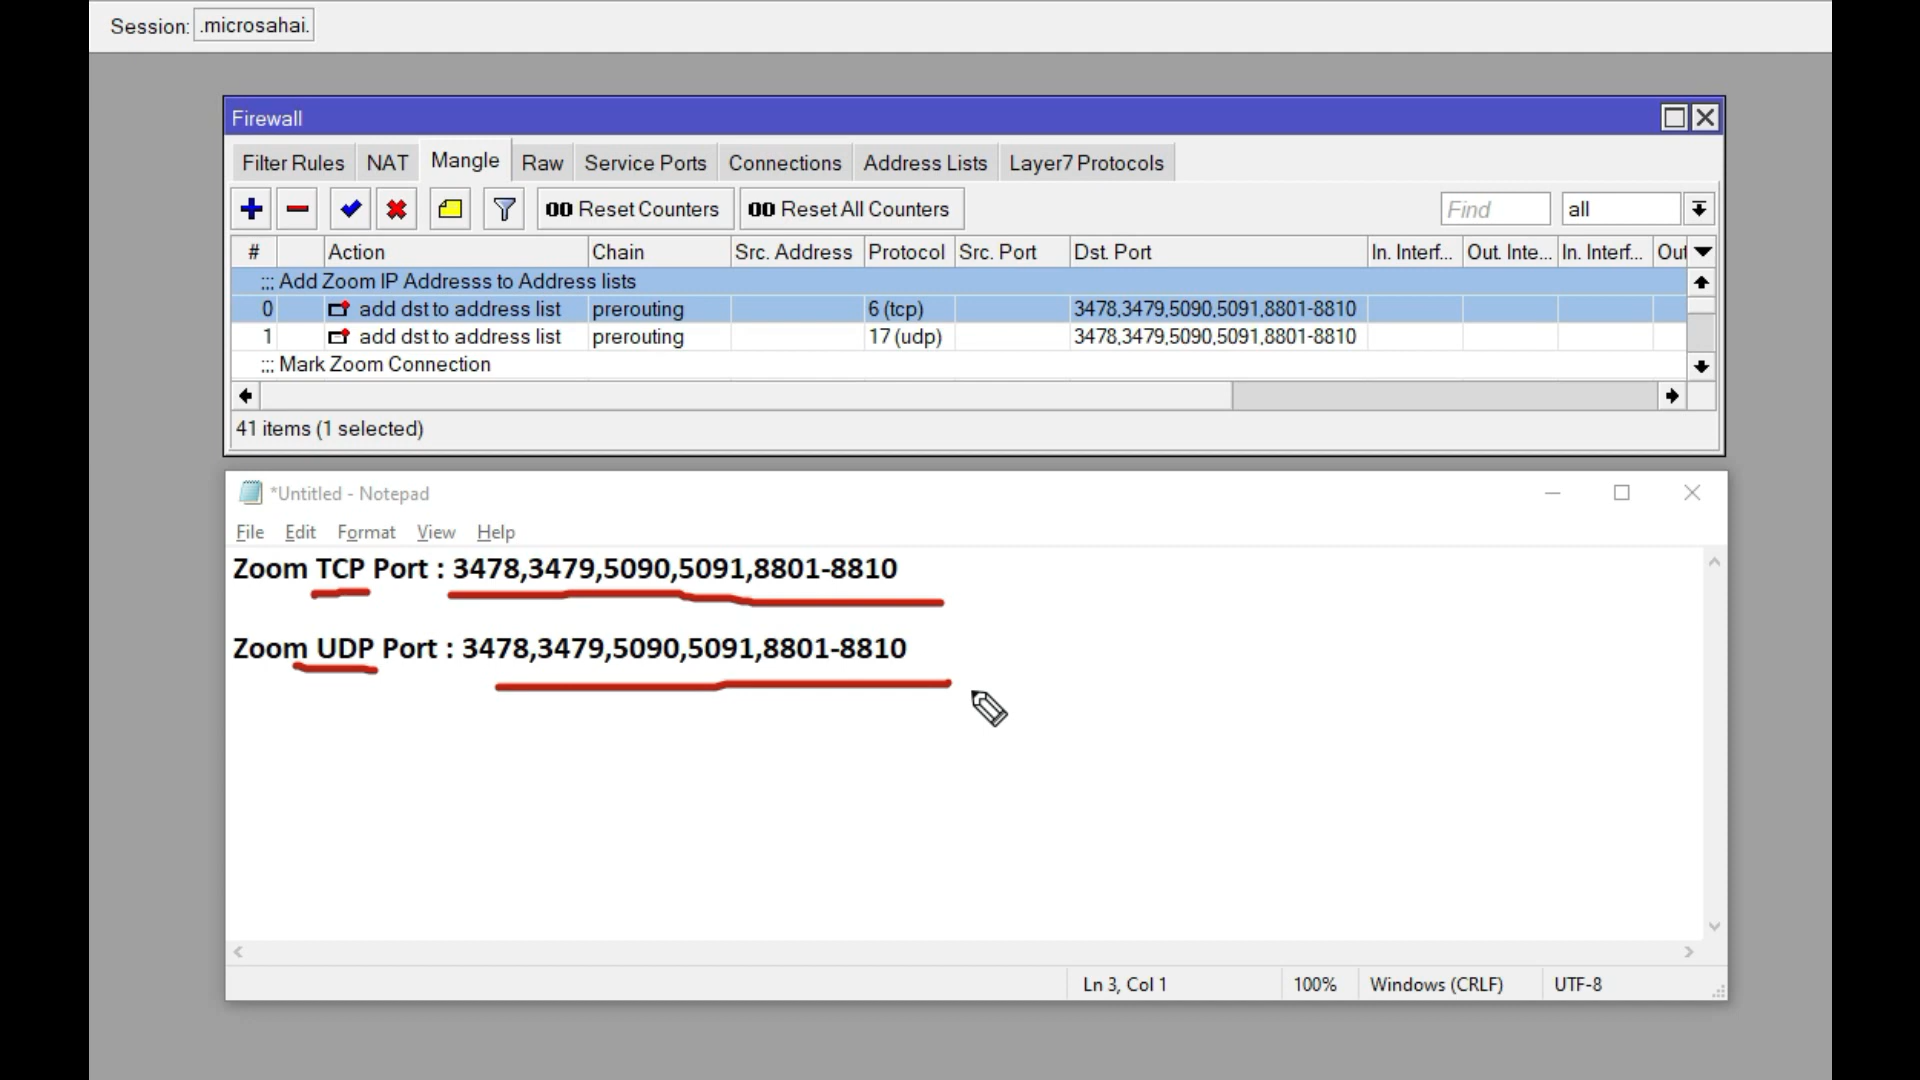 Session: .microsahai.
Firewall
Filter Rules NAT Mangle Raw Service Ports Connections Address Lists Layer7 Protocols
00 Reset Counters 00 Reset All Counters Find all
# Action Chain Src. Address Protocol Src. Port Dst. Port In. Interf... Out. Inte... In. Interf... Out
::: Add Zoom IP Addresss to Address lists
0 add dst to address list prerouting 6 (tcp) 3478,3479,5090,5091,8801-8810
1 add dst to address list prerouting 17 (udp) 3478,3479,5090,5091,8801-8810
::: Mark Zoom Connection
41 items (1 selected)
*Untitled - Notepad
File Edit Format View Help
Zoom TCP Port : 3478,3479,5090,5091,8801-8810
Zoom UDP Port : 3478,3479,5090,5091,8801-8810
Ln 3, Col 1 100% Windows (CRLF) UTF-8